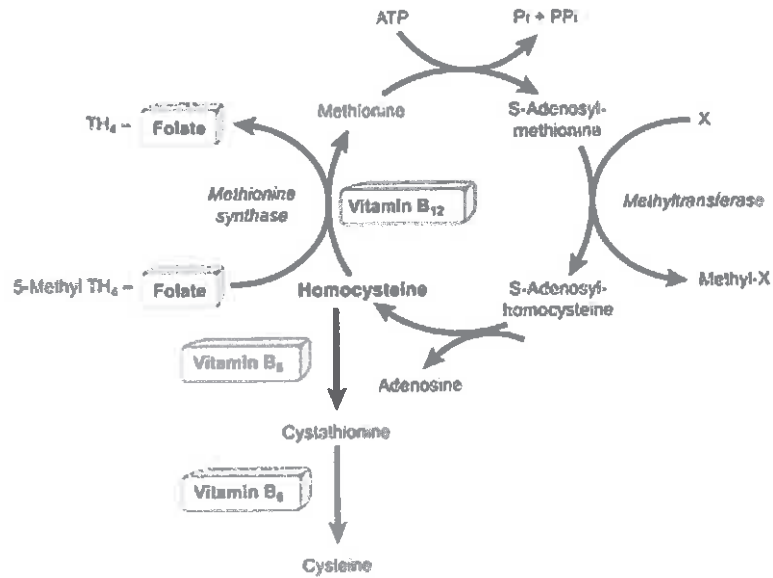 ATP
Pi + PPi
TH₄ – Folate
Methionine
S-Adenosyl-
methionine
X
Methionine
synthase
Vitamin B₁₂
Methyltransferase
5-Methyl TH₄ – Folate
Homocysteine
S-Adenosyl-
homocysteine
Methyl-X
Vitamin B₆
Adenosine
Cystathionine
Vitamin B₆
Cysteine